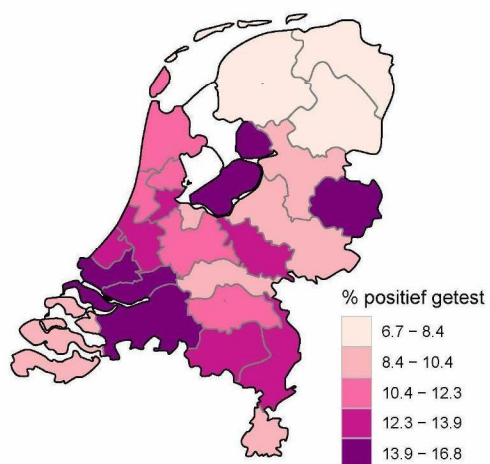 % positief getest
6.7 – 8.4
8.4 – 10.4
10.4 – 12.3
12.3 – 13.9
13.9 – 16.8